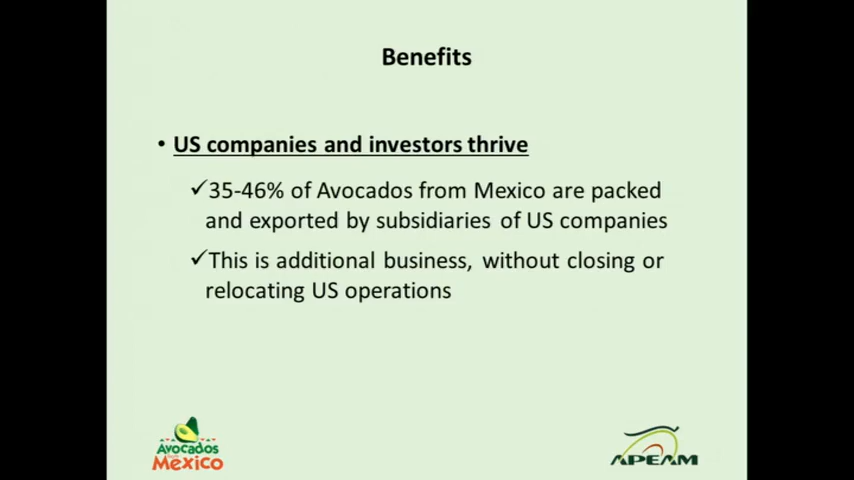 Benefits
• US companies and investors thrive
✓35-46% of Avocados from Mexico are packed
and exported by subsidiaries of US companies
✓This is additional business, without closing or
relocating US operations
Avocados
Mexico
APEAM